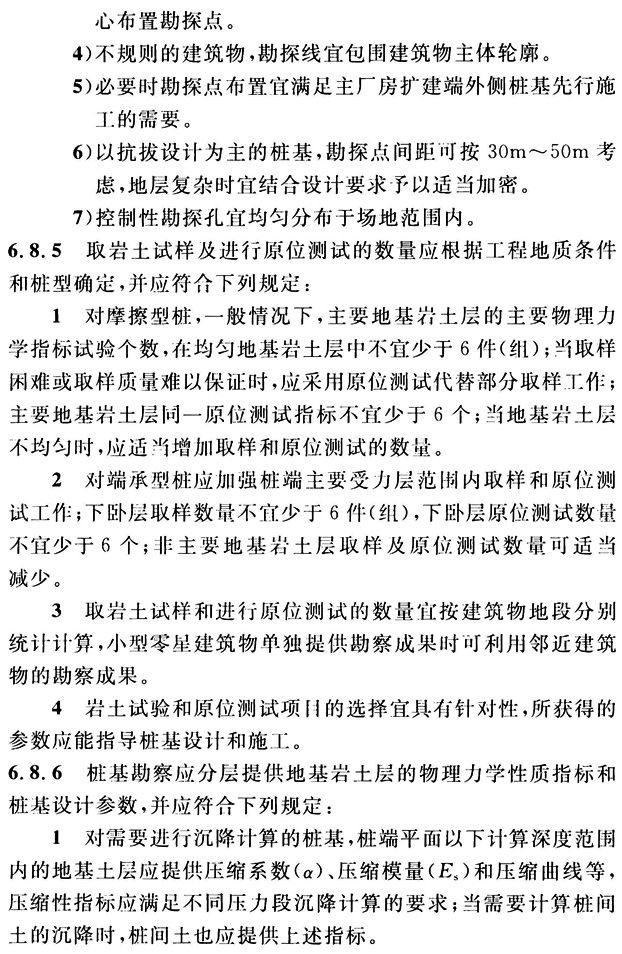 心布置勘探点。
4)不规则的建筑物,勘探线宜包围建筑物主体轮廓。
5)必要时勘探点布置宜满足主厂房扩建端外侧桩基先行施
工的需要。
6)以抗拔设计为主的桩基,勘探点间距可按 30m～50m 考
虑,地层复杂时宜结合设计要求予以适当加密。
7)控制性勘探孔宜均匀分布于场地范围内。
6.8.5 取岩土试样及进行原位测试的数量应根据工程地质条件
和桩型确定,并应符合下列规定:
1 对摩擦型桩,一般情况下,主要地基岩土层的主要物理力
学指标试验个数,在均匀地基岩土层中不宜少于 6 件(组);当取样
困难或取样质量难以保证时,应采用原位测试代替部分取样工作;
主要地基岩土层同一原位测试指标不宜少于 6 个;当地基岩土层
不均匀时,应适当增加取样和原位测试的数量。
2 对端承型桩应加强桩端主要受力层范围内取样和原位测
试工作;下卧层取样数量不宜少于 6 件(组),下卧层原位测试数量
不宜少于 6 个;非主要地基岩土层取样及原位测试数量可适当
减少。
3 取岩土试样和进行原位测试的数量宜按建筑物地段分别
统计计算,小型零星建筑物单独提供勘察成果时可利用邻近建筑
物的勘察成果。
4 岩土试验和原位测试项目的选择宜具有针对性,所获得的
参数应能指导桩基设计和施工。
6.8.6 桩基勘察应分层提供地基岩土层的物理力学性质指标和
桩基设计参数,并应符合下列规定:
1 对需要进行沉降计算的桩基,桩端平面以下计算深度范围
内的地基土层应提供压缩系数(α)、压缩模量(Es)和压缩曲线等,
压缩性指标应满足不同压力段沉降计算的要求;当需要计算桩间
土的沉降时,桩间土也应提供上述指标。